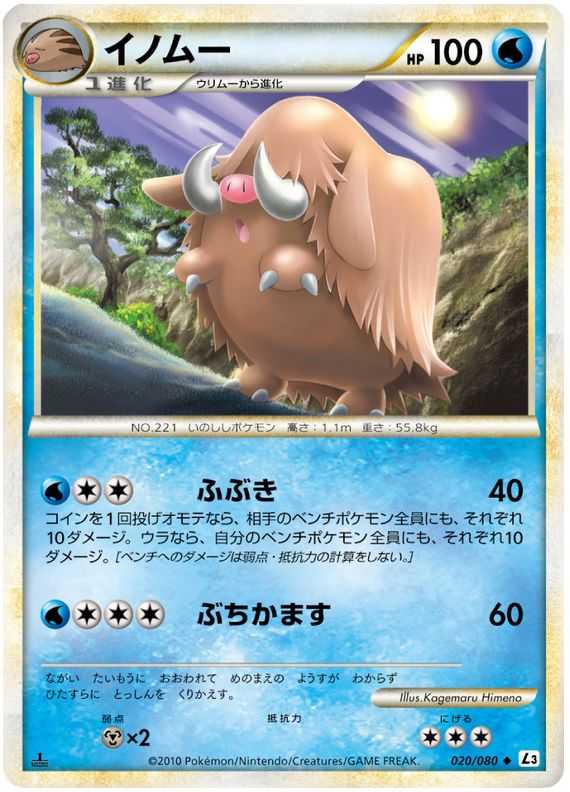 イノムー
HP 100
1進化
ウリムーから進化
NO.221 いのししポケモン 高さ：1.1m 重さ：55.8kg
ふぶき 40
コインを1回投げオモテなら、相手のベンチポケモン全員にも、それぞれ
10ダメージ。ウラなら、自分のベンチポケモン全員にも、それぞれ10
ダメージ。［ベンチへのダメージは弱点・抵抗力の計算をしない。］
ぶちかます 60
ながい たいもうに おおわれて めのまえの ようすが わからず
ひたすらに とっしんを くりかえす。
Illus.Kagemaru Himeno
弱点 抵抗力 にげる
×2
1
EDITION
©2010 Pokémon/Nintendo/Creatures/GAME FREAK.
020/080 ◆ L3